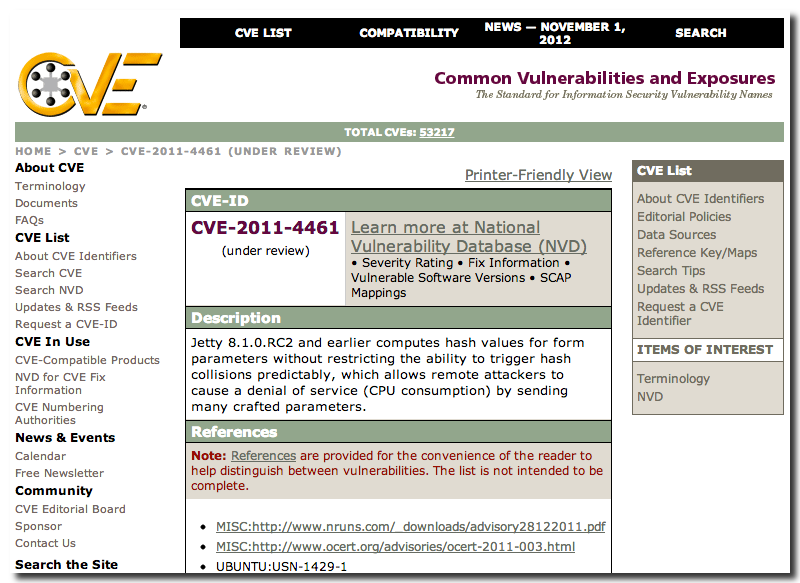 CVE LIST
COMPATIBILITY
NEWS — NOVEMBER 1,
2012
SEARCH
CVE
Common Vulnerabilities and Exposures
The Standard for Information Security Vulnerability Names
TOTAL CVEs: 53217
HOME > CVE > CVE-2011-4461 (UNDER REVIEW)
About CVE
Terminology
Documents
FAQs
CVE List
About CVE Identifiers
Search CVE
Search NVD
Updates & RSS Feeds
Request a CVE-ID
CVE In Use
CVE-Compatible Products
NVD for CVE Fix
Information
CVE Numbering
Authorities
News & Events
Calendar
Free Newsletter
Community
CVE Editorial Board
Sponsor
Contact Us
Search the Site
Printer-Friendly View
CVE-ID
CVE-2011-4461
(under review)
Learn more at National
Vulnerability Database (NVD)
• Severity Rating • Fix Information •
Vulnerable Software Versions • SCAP
Mappings
Description
Jetty 8.1.0.RC2 and earlier computes hash values for form
parameters without restricting the ability to trigger hash
collisions predictably, which allows remote attackers to
cause a denial of service (CPU consumption) by sending
many crafted parameters.
References
Note: References are provided for the convenience of the reader to
help distinguish between vulnerabilities. The list is not intended to be
complete.
• MISC:http://www.nruns.com/_downloads/advisory28122011.pdf
• MISC:http://www.ocert.org/advisories/ocert-2011-003.html
• UBUNTU:USN-1429-1
CVE List
About CVE Identifiers
Editorial Policies
Data Sources
Reference Key/Maps
Search Tips
Updates & RSS Feeds
Request a CVE
Identifier
ITEMS OF INTEREST
Terminology
NVD